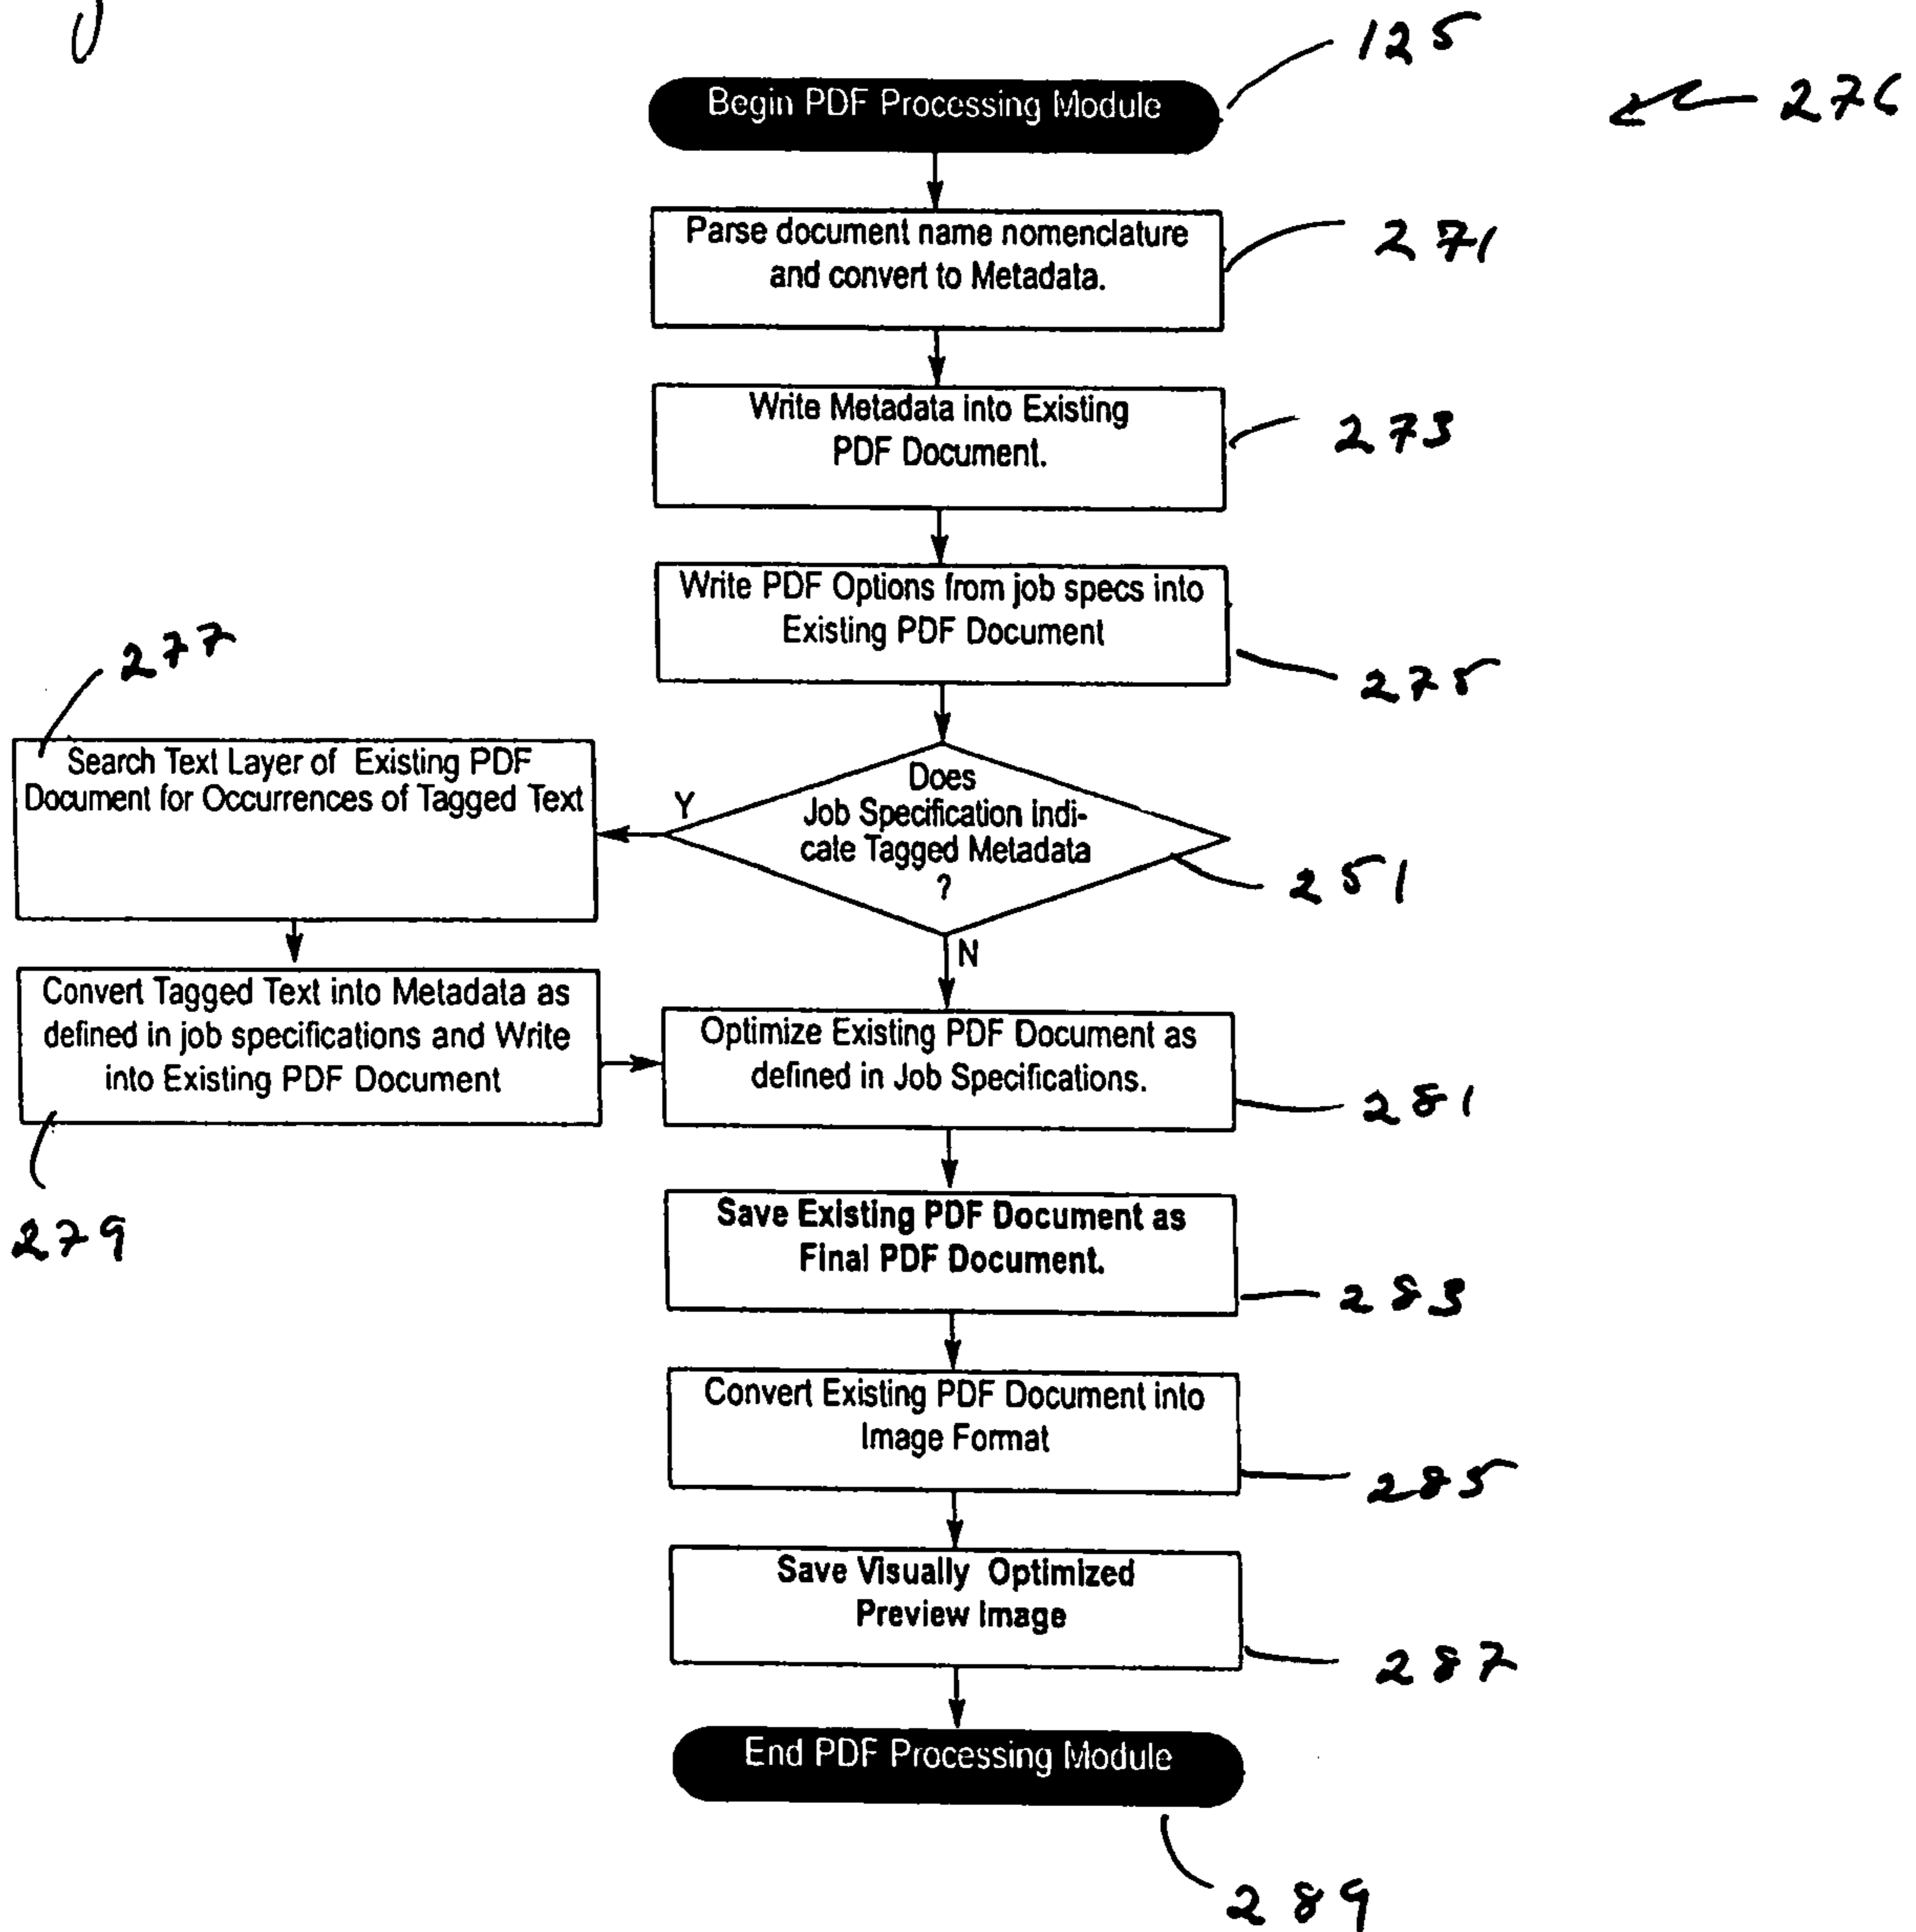 125
Begin PDF Processing Module
276
Parse document name nomenclature
and convert to Metadata.
271
Write Metadata into Existing
PDF Document.
273
Write PDF Options from job specs into
Existing PDF Document
275
277
Search Text Layer of Existing PDF
Document for Occurrences of Tagged Text
Y
Does
Job Specification indi-
cate Tagged Metadata
?
251
N
Convert Tagged Text into Metadata as
defined in job specifications and Write
into Existing PDF Document
279
Optimize Existing PDF Document as
defined in Job Specifications.
281
Save Existing PDF Document as
Final PDF Document.
283
Convert Existing PDF Document into
Image Format
285
Save Visually Optimized
Preview Image
287
End PDF Processing Module
289